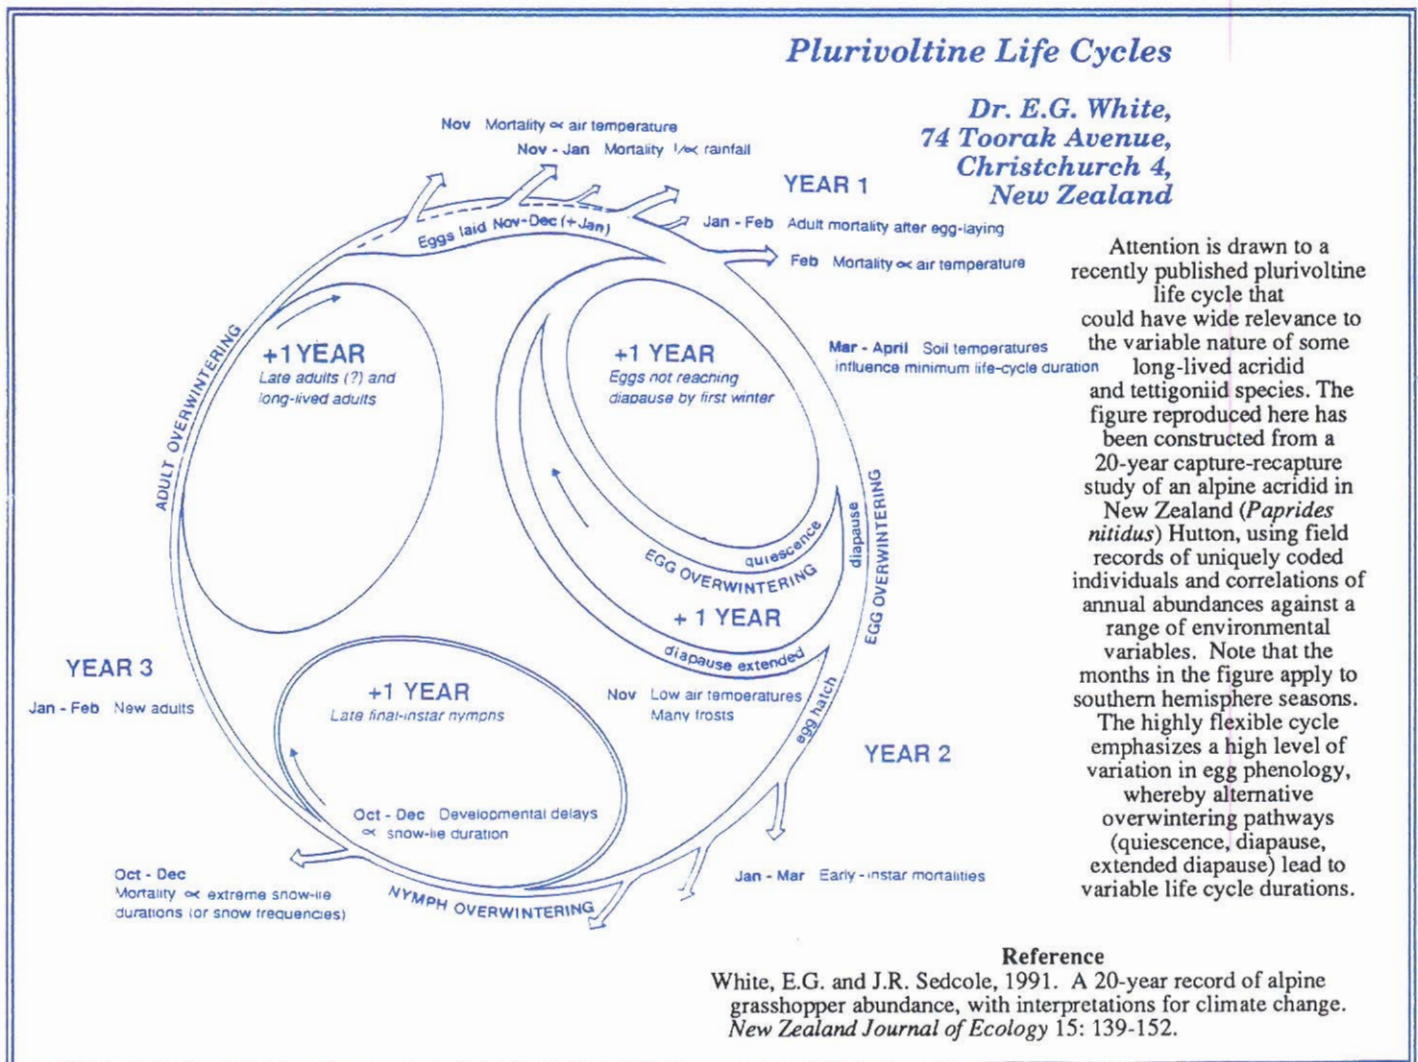 Plurivoltine Life Cycles
Dr. E.G. White,
74 Toorak Avenue,
Christchurch 4,
New Zealand
Nov Mortality ∝ air temperature
Nov - Jan Mortality 1/∝ rainfall
YEAR 1
Eggs laid Nov-Dec (+Jan)
Jan - Feb Adult mortality after egg-laying
Feb Mortality ∝ air temperature
Mar - April Soil temperatures
influence minimum life-cycle duration
ADULT OVERWINTERING
+1 YEAR
Late adults (?) and
long-lived adults
+1 YEAR
Eggs not reaching
diapause by first winter
quiescence
EGG OVERWINTERING
diapause
EGG OVERWINTERING
+ 1 YEAR
diapause extended
Nov Low air temperatures
Many frosts
egg hatch
YEAR 2
YEAR 3
Jan - Feb New adults
+1 YEAR
Late final-instar nymphs
Oct - Dec Developmental delays
∝ snow-lie duration
Oct - Dec
Mortality ∝ extreme snow-lie
durations (or snow frequencies)
NYMPH OVERWINTERING
Jan - Mar Early-instar mortalities
Attention is drawn to a
recently published plurivoltine
life cycle that
could have wide relevance to
the variable nature of some
long-lived acridid
and tettigoniid species. The
figure reproduced here has
been constructed from a
20-year capture-recapture
study of an alpine acridid in
New Zealand (Paprides
nitidus) Hutton, using field
records of uniquely coded
individuals and correlations of
annual abundances against a
range of environmental
variables. Note that the
months in the figure apply to
southern hemisphere seasons.
The highly flexible cycle
emphasizes a high level of
variation in egg phenology,
whereby alternative
overwintering pathways
(quiescence, diapause,
extended diapause) lead to
variable life cycle durations.
Reference
White, E.G. and J.R. Sedcole, 1991. A 20-year record of alpine
grasshopper abundance, with interpretations for climate change.
New Zealand Journal of Ecology 15: 139-152.